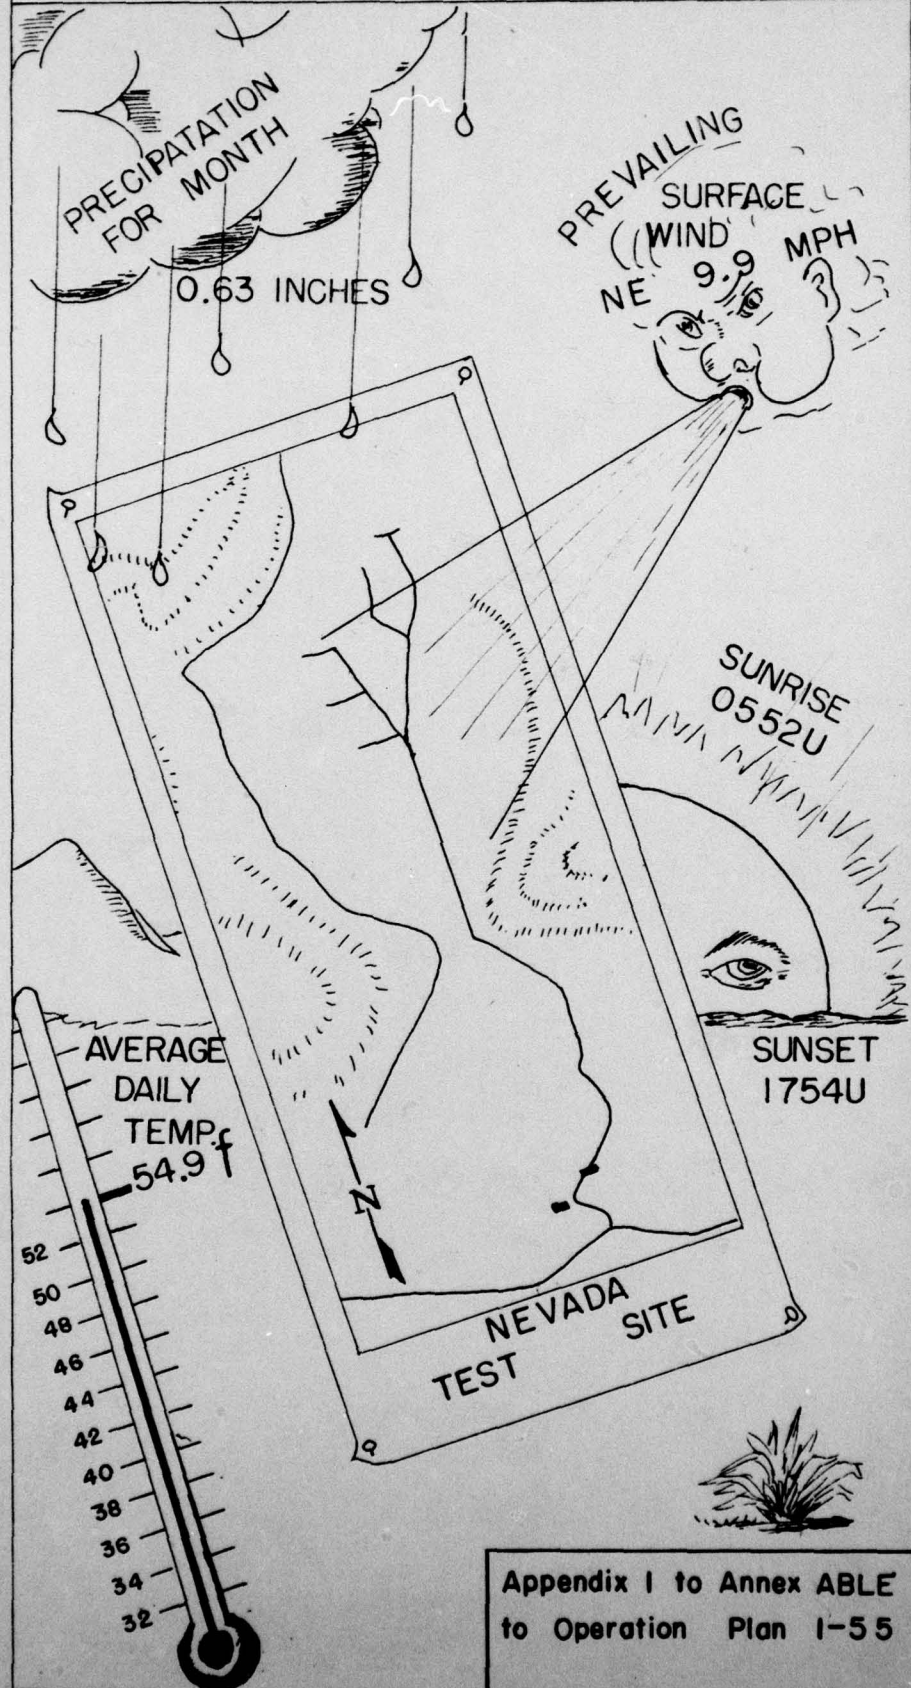 PRECIPATATION
FOR MONTH
0.63 INCHES
PREVAILING
SURFACE
WIND
NE 9.9 MPH
SUNRISE
0552U
SUNSET
1754U
AVERAGE
DAILY
TEMP.
54.9 f
52
50
48
46
44
42
40
38
36
34
32
N
NEVADA
TEST SITE
Appendix I to Annex ABLE
to Operation Plan I-55